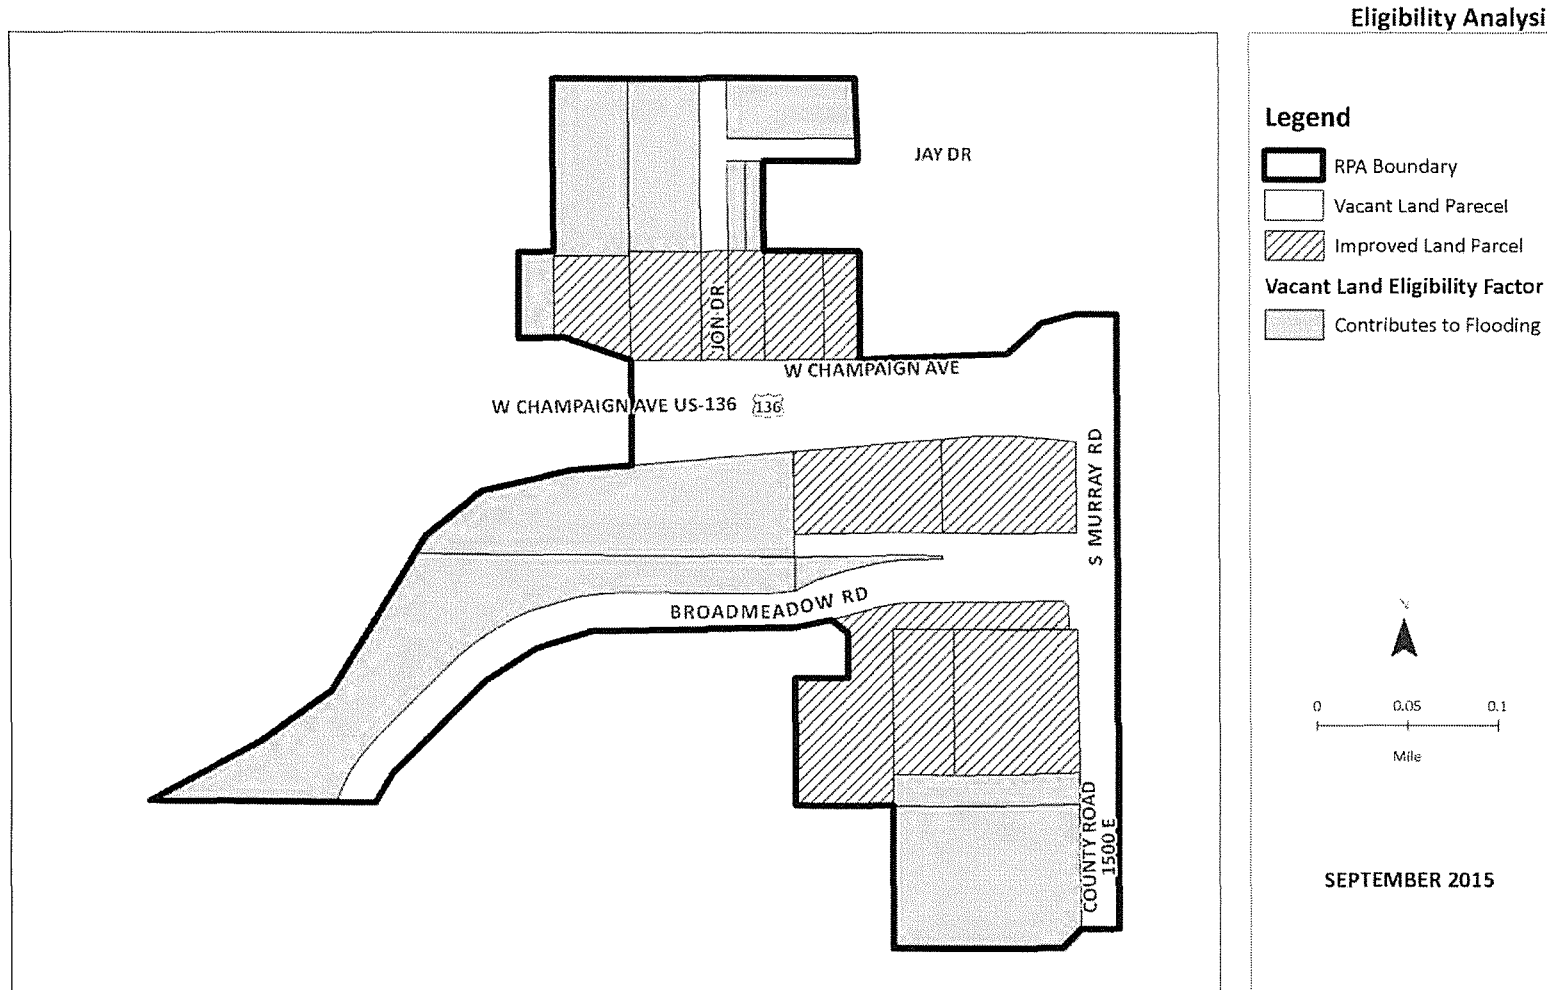 Eligibility Analysi
JAY DR
JON DR
W CHAMPAIGN AVE
W CHAMPAIGN AVE US-136 136
S MURRAY RD
BROADMEADOW RD
COUNTY ROAD
1500 E
Legend
RPA Boundary
Vacant Land Parecel
Improved Land Parcel
Vacant Land Eligibility Factor
Contributes to Flooding
N
0 0.05 0.1
Mile
SEPTEMBER 2015